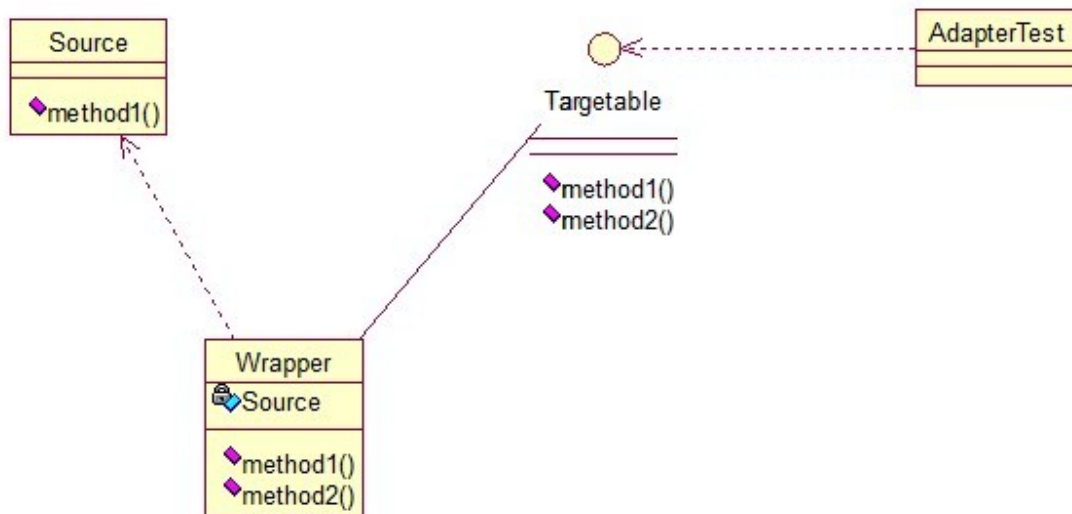 Source
method1()
Targetable
method1()
method2()
AdapterTest
Wrapper
Source
method1()
method2()